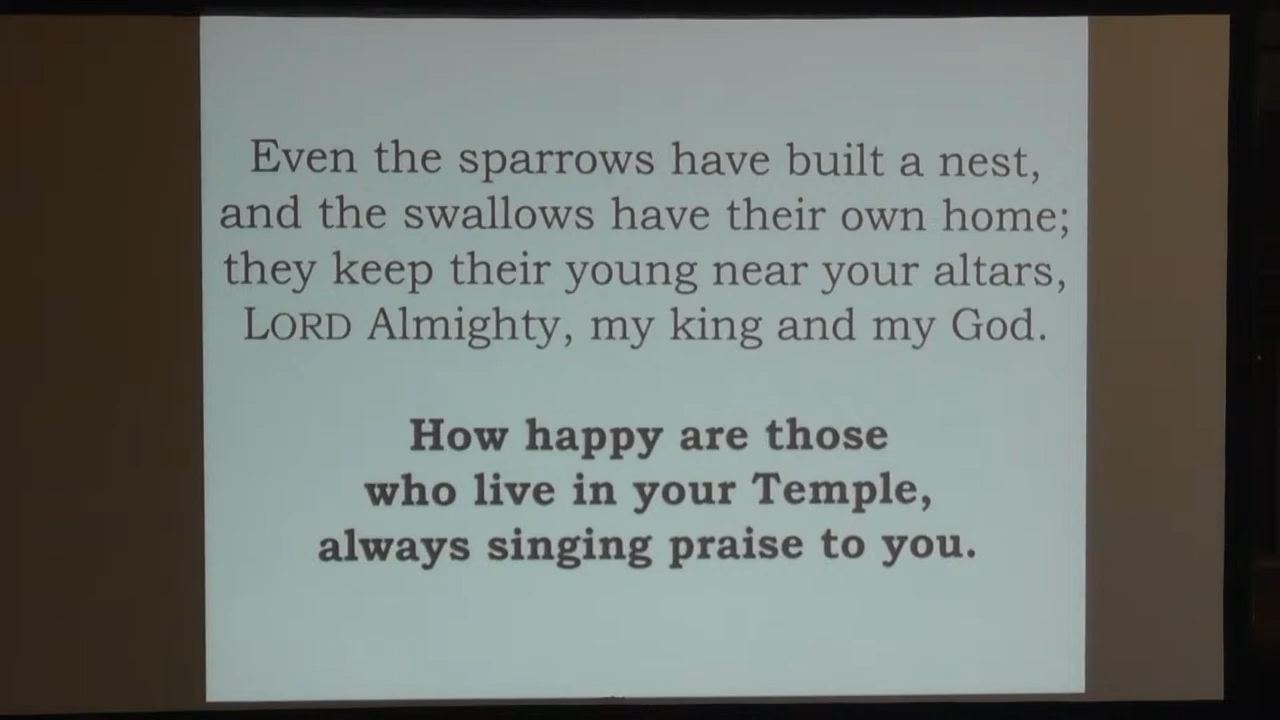 Even the sparrows have built a nest,
and the swallows have their own home;
they keep their young near your altars,
LORD Almighty, my king and my God.
How happy are those
who live in your Temple,
always singing praise to you.